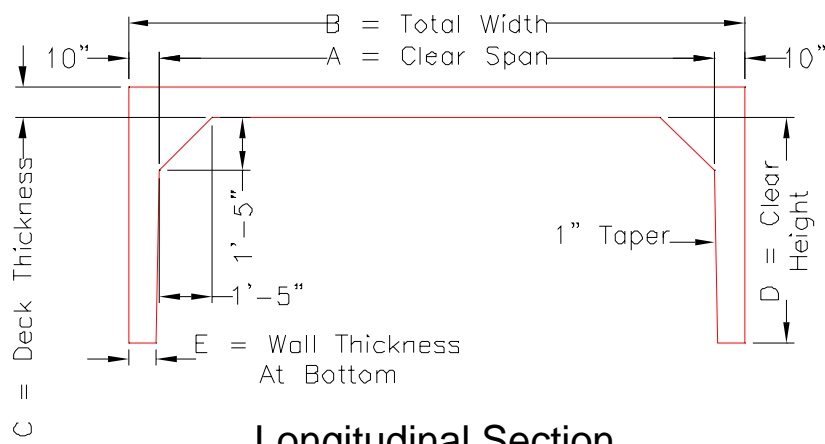 B = Total Width
10" A = Clear Span 10"
C = Deck Thickness
1'-5"
1'-5"
1" Taper
D = Clear
Height
E = Wall Thickness
At Bottom
Longitudinal Section